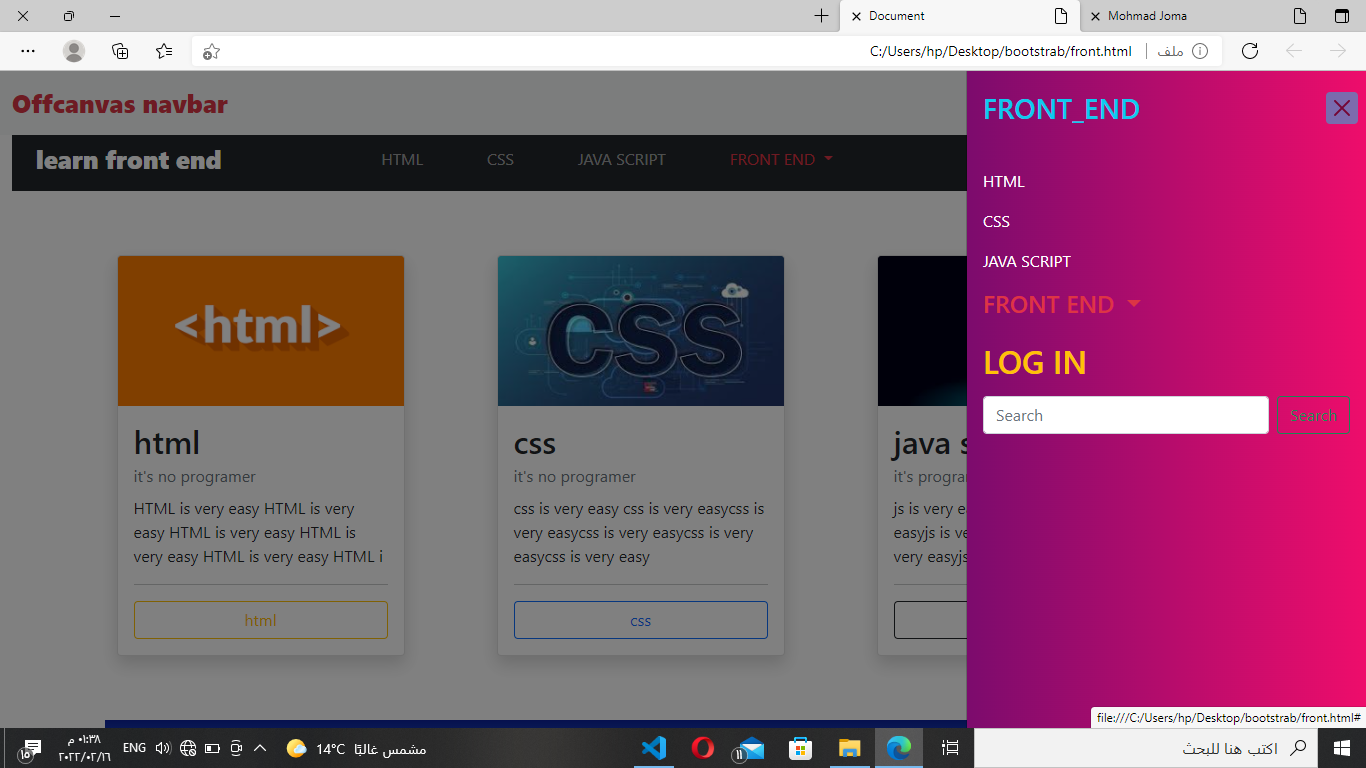 Document
Mohmad Joma
C:/Users/hp/Desktop/bootstrab/front.html
ملف
Offcanvas navbar
learn front end
HTML
CSS
JAVA SCRIPT
FRONT END
<html>
html
it's no programer
HTML is very easy HTML is very
easy HTML is very easy HTML is
very easy HTML is very easy HTML i
html
CSS
css
it's no programer
css is very easy css is very easycss is
very easycss is very easycss is very
easycss is very easy
css
java s
it's progra
js is very ea
easyjs is ve
very easyjs
FRONT_END
HTML
CSS
JAVA SCRIPT
FRONT END
LOG IN
Search
Search
file:///C:/Users/hp/Desktop/bootstrab/front.html#
١٥
٠١:٣٨ م
٢٠٢٢/٠٢/١٦
ENG
14°C
مشمس غالبًا
١١
اكتب هنا للبحث